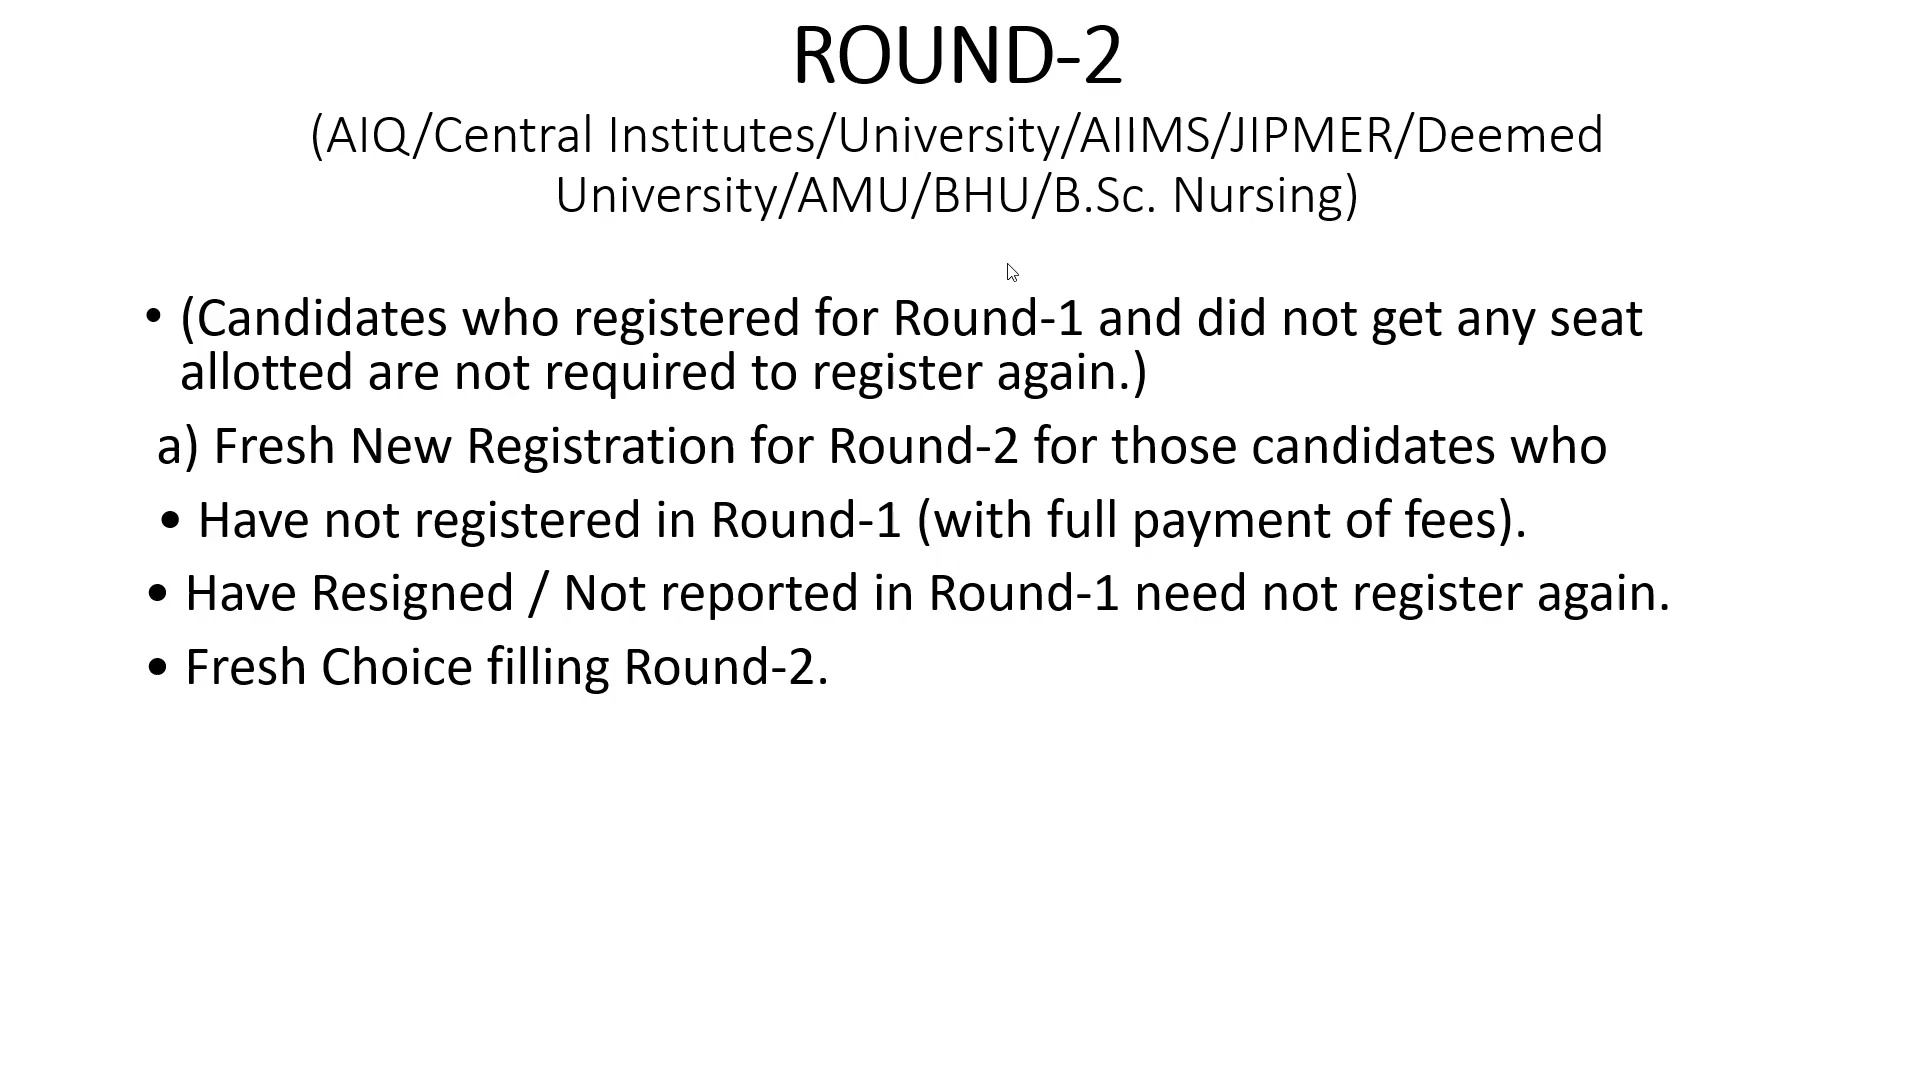 ROUND-2
(AIQ/Central Institutes/University/AIIMS/JIPMER/Deemed
University/AMU/BHU/B.Sc. Nursing)
• (Candidates who registered for Round-1 and did not get any seat
allotted are not required to register again.)
a) Fresh New Registration for Round-2 for those candidates who
• Have not registered in Round-1 (with full payment of fees).
• Have Resigned / Not reported in Round-1 need not register again.
• Fresh Choice filling Round-2.